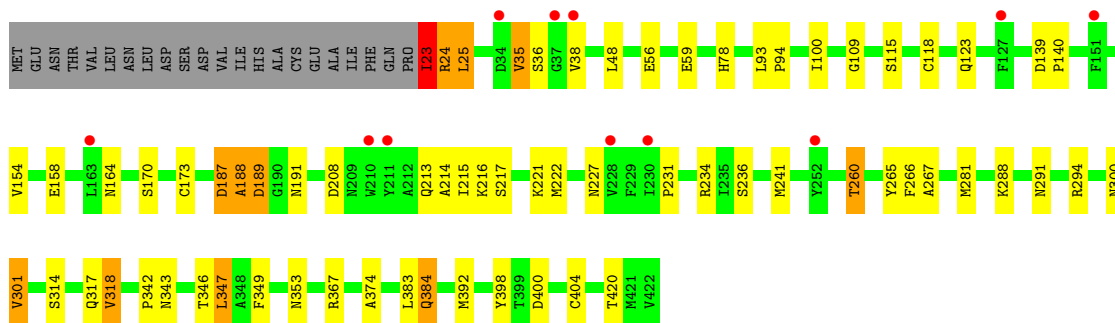 MET GLU ASN THR VAL LEU ASN LEU ASP SER ASP VAL ILE HIS ALA CYS GLU ALA ILE PHE GLN PRO I23 R24 L25 D34 V35 S36 G37 V38 L48 E56 E59 H78 L93 P94 I100 G109 S115 C118 Q123 F127 D139 P140 F151
V154 E158 L163 N164 S170 C173 D187 A188 D189 G190 N191 D208 N209 W210 Y211 A212 Q213 A214 I215 K216 S217 K221 M222 N227 V228 F229 I230 P231 R234 I235 S236 M241 Y252 T260 Y265 F266 A267 M281 K288 N291 R294 N300
V301 S314 Q317 V318 P342 N343 T346 L347 A348 F349 N353 R367 A374 L383 Q384 M392 Y398 T399 D400 C404 T420 M421 V422